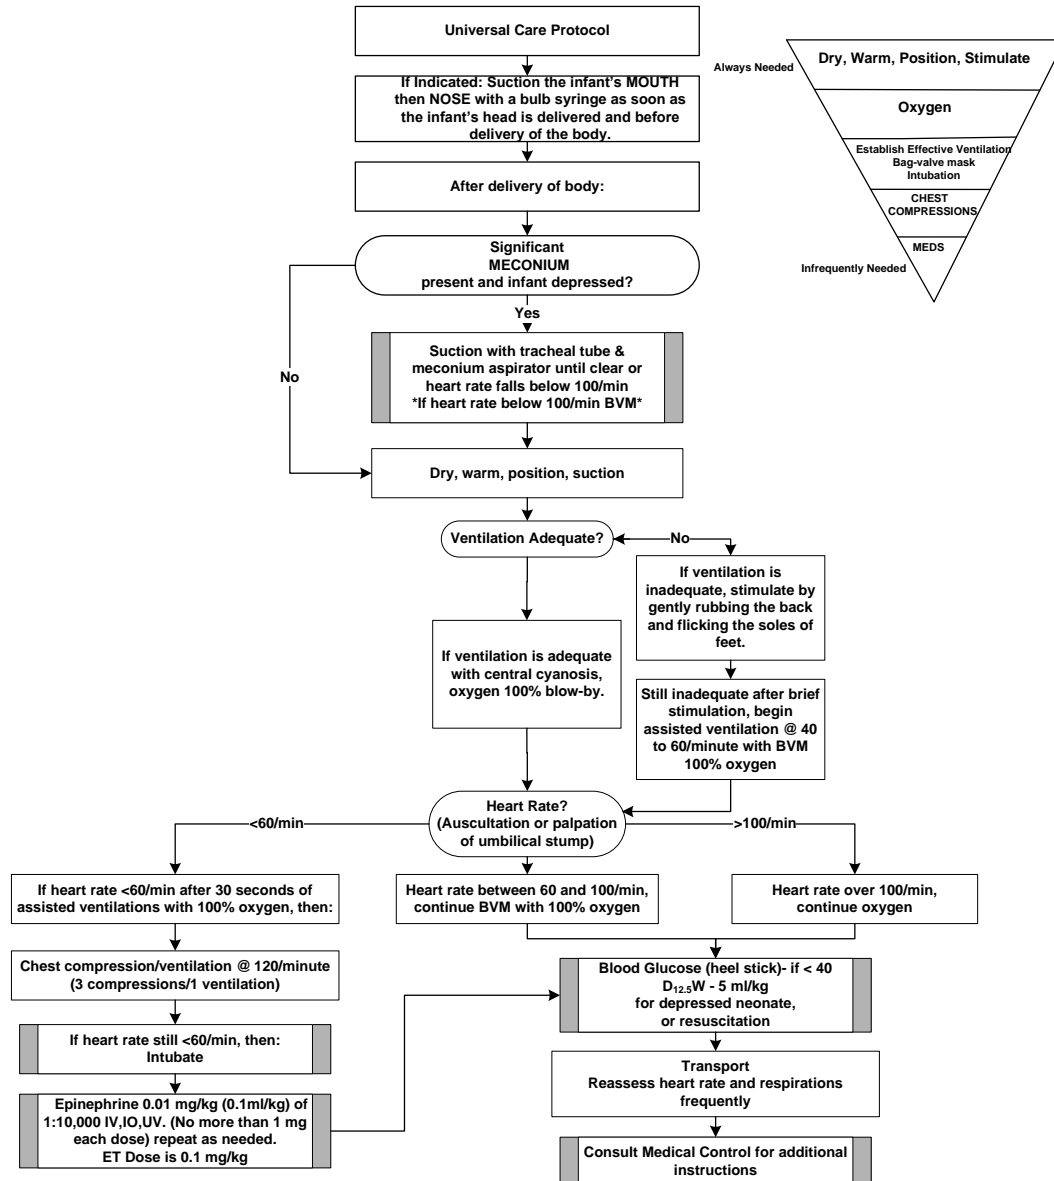 Universal Care Protocol
If Indicated: Suction the infant's MOUTH
then NOSE with a bulb syringe as soon as
the infant's head is delivered and before
delivery of the body.
After delivery of body:
Significant
MECONIUM
present and infant depressed?
Yes
No
Suction with tracheal tube &
meconium aspirator until clear or
heart rate falls below 100/min
*If heart rate below 100/min BVM*
Dry, warm, position, suction
Ventilation Adequate?
No
If ventilation is
inadequate, stimulate by
gently rubbing the back
and flicking the soles of
feet.
If ventilation is adequate
with central cyanosis,
oxygen 100% blow-by.
Still inadequate after brief
stimulation, begin
assisted ventilation @ 40
to 60/minute with BVM
100% oxygen
Heart Rate?
(Auscultation or palpation
of umbilical stump)
<60/min
>100/min
If heart rate <60/min after 30 seconds of
assisted ventilations with 100% oxygen, then:
Heart rate between 60 and 100/min,
continue BVM with 100% oxygen
Heart rate over 100/min,
continue oxygen
Chest compression/ventilation @ 120/minute
(3 compressions/1 ventilation)
If heart rate still <60/min, then:
Intubate
Epinephrine 0.01 mg/kg (0.1ml/kg) of
1:10,000 IV,IO,UV. (No more than 1 mg
each dose) repeat as needed.
ET Dose is 0.1 mg/kg
Blood Glucose (heel stick)- if < 40
D12.5W - 5 ml/kg
for depressed neonate,
or resuscitation
Transport
Reassess heart rate and respirations
frequently
Consult Medical Control for additional
instructions
Always Needed
Dry, Warm, Position, Stimulate
Oxygen
Establish Effective Ventilation
Bag-valve mask
Intubation
CHEST
COMPRESSIONS
MEDS
Infrequently Needed